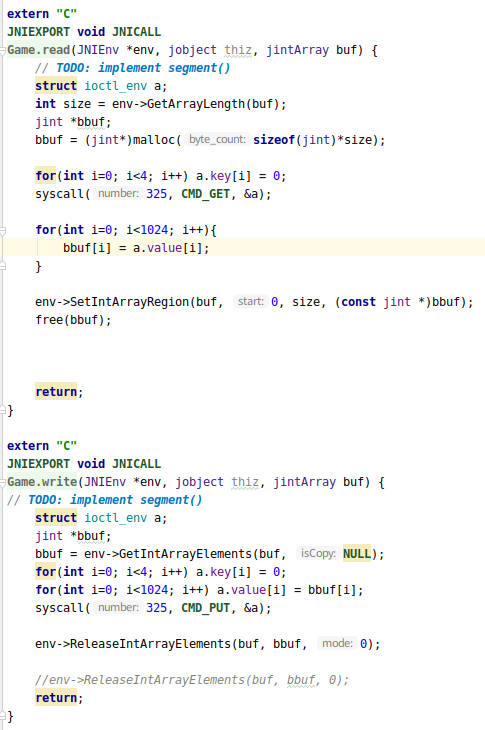 extern "C"
JNIEXPORT void JNICALL
Game.read(JNIEnv *env, jobject thiz, jintArray buf) {
// TODO: implement segment()
struct ioctl_env a;
int size = env->GetArrayLength(buf);
jint *bbuf;
bbuf = (jint*)malloc( byte_count: sizeof(jint)*size);
for(int i=0; i<4; i++) a.key[i] = 0;
syscall( number: 325, CMD_GET, &a);
for(int i=0; i<1024; i++){
bbuf[i] = a.value[i];
}
env->SetIntArrayRegion(buf, start: 0, size, (const jint *)bbuf);
free(bbuf);
return;
}
extern "C"
JNIEXPORT void JNICALL
Game.write(JNIEnv *env, jobject thiz, jintArray buf) {
// TODO: implement segment()
struct ioctl_env a;
jint *bbuf;
bbuf = env->GetIntArrayElements(buf, isCopy: NULL);
for(int i=0; i<4; i++) a.key[i] = 0;
for(int i=0; i<1024; i++) a.value[i] = bbuf[i];
syscall( number: 325, CMD_PUT, &a);
env->ReleaseIntArrayElements(buf, bbuf, mode: 0);
//env->ReleaseIntArrayElements(buf, bbuf, 0);
return;
}